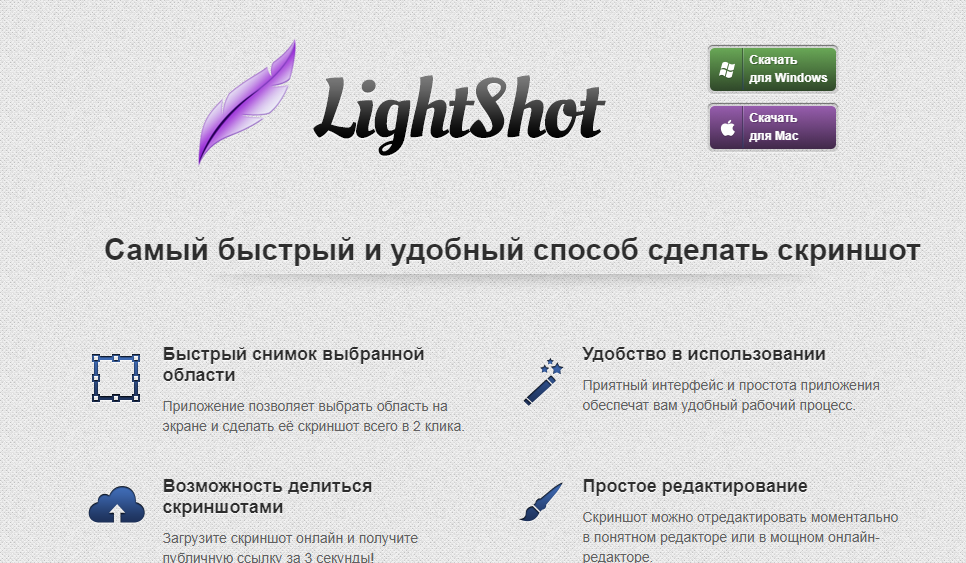 LightShot
Скачать
для Windows
Скачать
для Mac
Самый быстрый и удобный способ сделать скриншот
Быстрый снимок выбранной
области
Приложение позволяет выбрать область на
экране и сделать её скриншот всего в 2 клика.
Удобство в использовании
Приятный интерфейс и простота приложения
обеспечат вам удобный рабочий процесс.
Возможность делиться
скриншотами
Загрузите скриншот онлайн и получите
публичную ссылку за 3 секунды!
Простое редактирование
Скриншот можно отредактировать моментально
в понятном редакторе или в мощном онлайн-
редакторе.